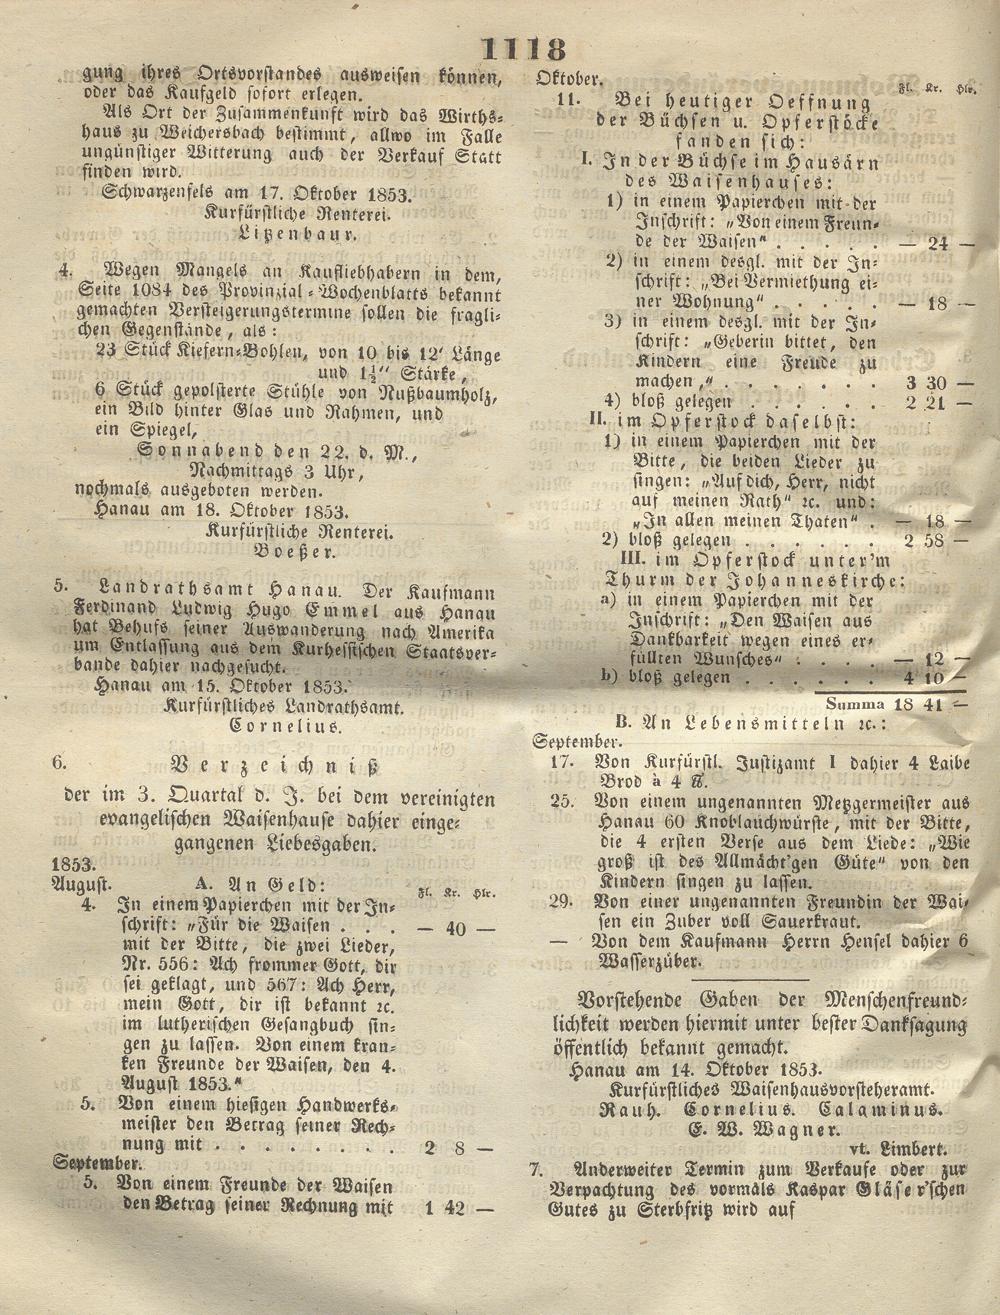 1118
gung ihres Ortsvorstandes ausweisen können,
oder das Kaufgeld sofort erlegen.
Als Ort der Zusammenkunft wird das Wirths-
haus zu Weichersbach bestimmt, allwo im Falle
ungünstiger Witterung auch der Verkauf Statt
finden wird.
Schwarzenfels am 17. Oktober 1853.
Kurfürstliche Renterei.
Litzenbaur.
4. Wegen Mangels an Kaufliebhabern in dem,
Seite 1084 des Provinzial-Wochenblatts bekannt
gemachten Versteigerungstermine sollen die fragli-
chen Gegenstände, als:
23 Stück Kiefern-Bohlen, von 10 bis 12' Länge
und 1½" Stärke,
6 Stück gepolsterte Stühle von Nußbaumholz,
ein Bild hinter Glas und Rahmen, und
ein Spiegel,
Sonnabend den 22. d. M.,
Nachmittags 3 Uhr,
nochmals ausgeboten werden.
Hanau am 18. Oktober 1853.
Kurfürstliche Renterei.
Boeßer.
5. Landrathsamt Hanau. Der Kaufmann
Ferdinand Ludwig Hugo Emmel aus Hanau
hat Behufs seiner Auswanderung nach Amerika
um Entlassung aus dem Kurhessischen Staatsver-
bande dahier nachgesucht.
Hanau am 15. Oktober 1853.
Kurfürstliches Landrathsamt.
Cornelius.
6. Verzeichniß
der im 3. Quartal d. J. bei dem vereinigten
evangelischen Waisenhause dahier einge-
gangenen Liebesgaben.
1853.
August. A. An Geld: Fl. Kr. Hlr.
4. In einem Papierchen mit der In-
schrift: „Für die Waisen . . . — 40 —
mit der Bitte, die zwei Lieder,
Nr. 556: Ach frommer Gott, dir
sei geklagt, und 567: Ach Herr,
mein Gott, dir ist bekannt ꝛc.
im lutherischen Gesangbuch sin-
gen zu lassen. Von einem kran-
ken Freunde der Waisen, den 4.
August 1853."
5. Von einem hiesigen Handwerks-
meister den Betrag seiner Rech-
nung mit . . . . . . . . 2 8 —
September.
5. Von einem Freunde der Waisen
den Betrag seiner Rechnung mit 1 42 —
Oktober. Fl. Kr. Hlr.
11. Bei heutiger Oeffnung
der Büchsen u. Opferstöcke
fanden sich:
I. In der Büchse im Hausärn
des Waisenhauses:
1) in einem Papierchen mit der
Inschrift: „Von einem Freun-
de der Waisen" . . . . . — 24 —
2) in einem desgl. mit der In-
schrift: „Bei Vermiethung ei-
ner Wohnung" . . . . . — 18 —
3) in einem desgl. mit der In-
schrift: „Geberin bittet, den
Kindern eine Freude zu
machen," . . . . . . . 3 30 —
4) bloß gelegen . . . . . . 2 21 —
II. im Opferstock daselbst:
1) in einem Papierchen mit der
Bitte, die beiden Lieder zu
singen: „Auf dich, Herr, nicht
auf meinen Rath" ꝛc. und:
„In allen meinen Thaten" . — 18 —
2) bloß gelegen . . . . . . 2 58 —
III. im Opferstock unter'm
Thurm der Johanneskirche:
a) in einem Papierchen mit der
Inschrift: „Den Waisen aus
Dankbarkeit wegen eines er-
füllten Wunsches" . . . . — 12 —
b) bloß gelegen . . . . . . 4 10 —
Summa 18 41 —
B. An Lebensmitteln ꝛc.:
September.
17. Von Kurfürstl. Justizamt I dahier 4 Laibe
Brod à 4 ℔.
25. Von einem ungenannten Metzgermeister aus
Hanau 60 Knoblauchwürste, mit der Bitte,
die 4 ersten Verse aus dem Liede: „Wie
groß ist des Allmächt'gen Güte" von den
Kindern singen zu lassen.
29. Von einer ungenannten Freundin der Wai-
sen ein Zuber voll Sauerkraut.
— Von dem Kaufmann Herrn Hensel dahier 6
Wasserzüber.
Vorstehende Gaben der Menschenfreund-
lichkeit werden hiermit unter bester Danksagung
öffentlich bekannt gemacht.
Hanau am 14. Oktober 1853.
Kurfürstliches Waisenhausvorsteheramt.
Rauh. Cornelius. Calaminus.
E. W. Wagner.
vt. Limbert.
7. Anderweiter Termin zum Verkaufe oder zur
Verpachtung des vormals Kaspar Gläser'schen
Gutes zu Sterbfritz wird auf